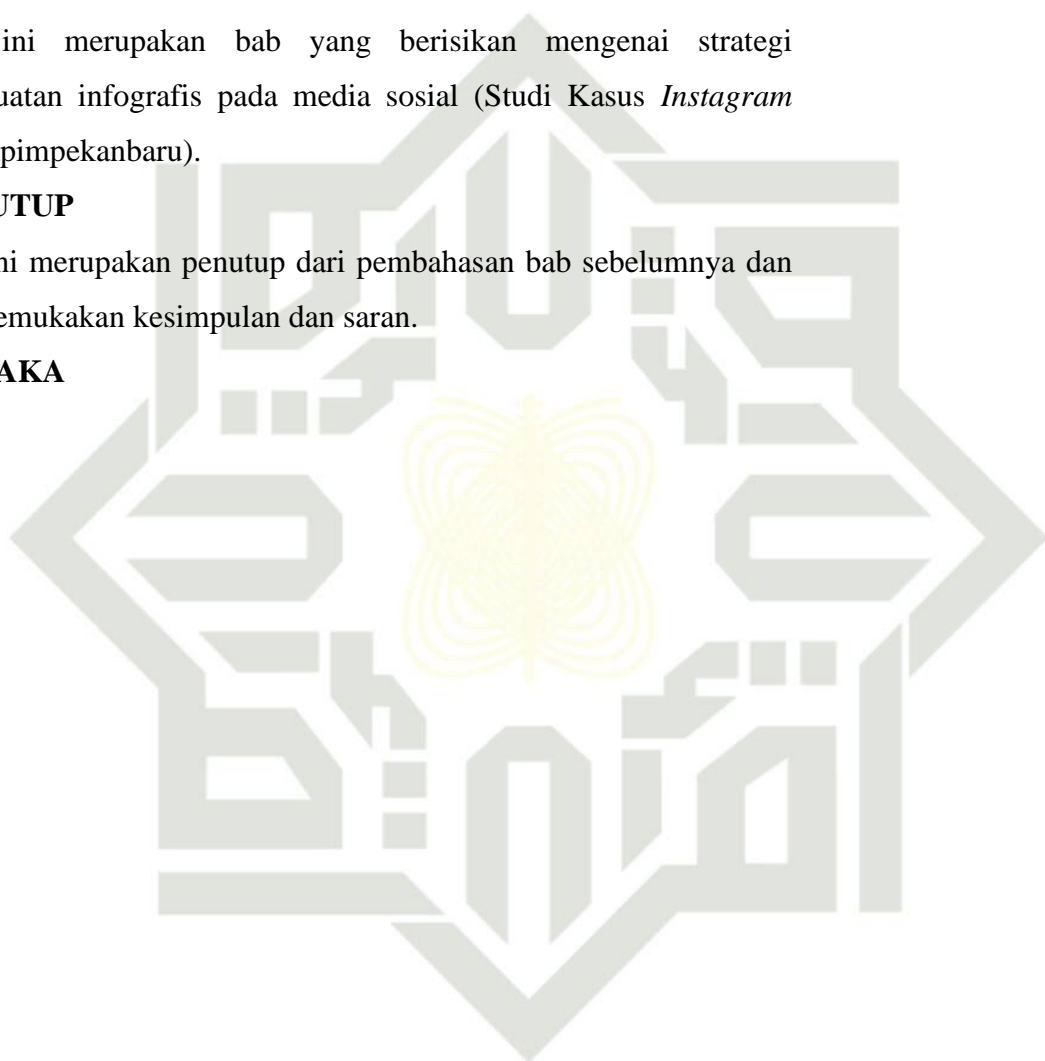 ini merupakan bab yang berisikan mengenai strategi
uatan infografis pada media sosial (Studi Kasus Instagram
pimpekanbaru).
UTUP
ni merupakan penutup dari pembahasan bab sebelumnya dan
emukakan kesimpulan dan saran.
AKA